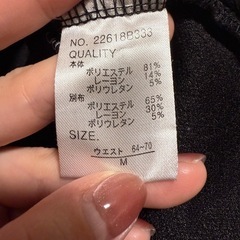 NO. 22618B333
QUALITY
本体
ポリエステル 81%
レーヨン 14%
ポリウレタン 5%
別布
ポリエステル 65%
レーヨン 30%
ポリウレタン 5%
SIZE.
ウエスト 64-70
M